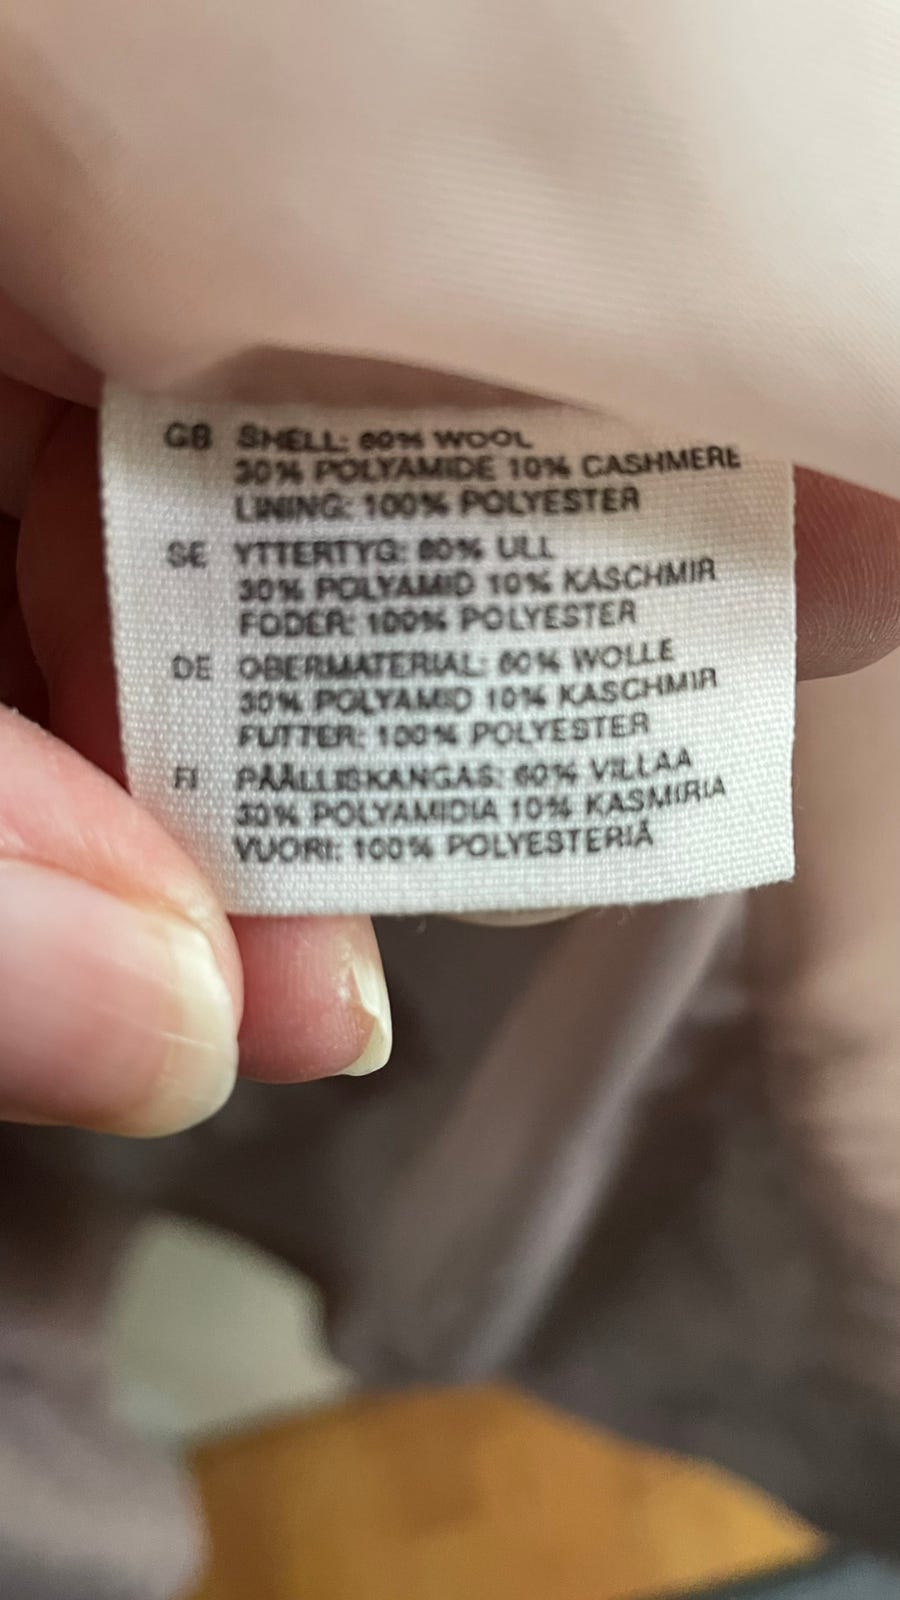 GB SHELL: 60% WOOL
30% POLYAMIDE 10% CASHMERE
LINING: 100% POLYESTER
SE YTTERTYG: 60% ULL
30% POLYAMID 10% KASCHMIR
FODER: 100% POLYESTER
DE OBERMATERIAL: 60% WOLLE
30% POLYAMID 10% KASCHMIR
FUTTER: 100% POLYESTER
FI PÄÄLLISKANGAS: 60% VILLAA
30% POLYAMIDIA 10% KASMIRIA
VUORI: 100% POLYESTERIÄ